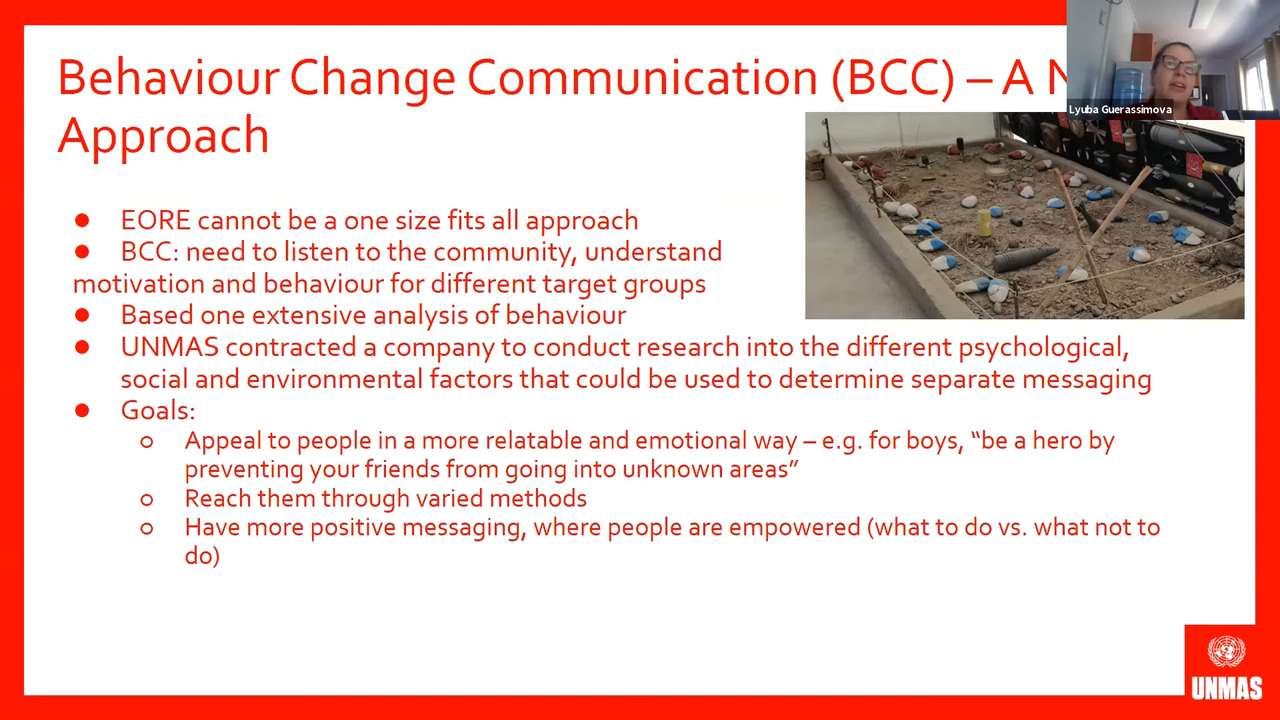 Behaviour Change Communication (BCC) – A N
Approach
Lyuba Guerassimova
● EORE cannot be a one size fits all approach
● BCC: need to listen to the community, understand
motivation and behaviour for different target groups
● Based one extensive analysis of behaviour
● UNMAS contracted a company to conduct research into the different psychological,
social and environmental factors that could be used to determine separate messaging
● Goals:
○ Appeal to people in a more relatable and emotional way – e.g. for boys, “be a hero by
preventing your friends from going into unknown areas”
○ Reach them through varied methods
○ Have more positive messaging, where people are empowered (what to do vs. what not to
do)
UNMAS